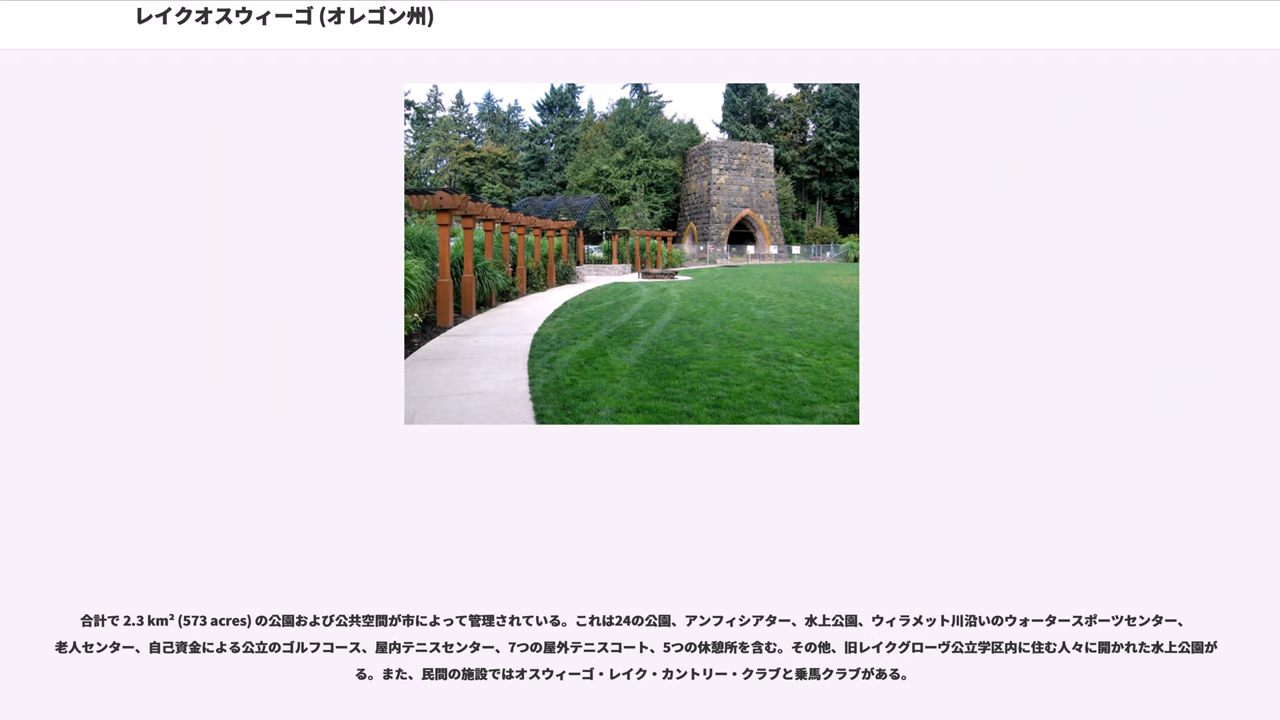 レイクオスウィーゴ (オレゴン州)
合計で 2.3 km² (573 acres) の公園および公共空間が市によって管理されている。これは24の公園、アンフィシアター、水上公園、ウィラメット川沿いのウォータースポーツセンター、
老人センター、自己資金による公立のゴルフコース、屋内テニスセンター、7つの屋外テニスコート、5つの休憩所を含む。その他、旧レイクグローヴ公立学区内に住む人々に開かれた水上公園が
る。また、民間の施設ではオスウィーゴ・レイク・カントリー・クラブと乗馬クラブがある。